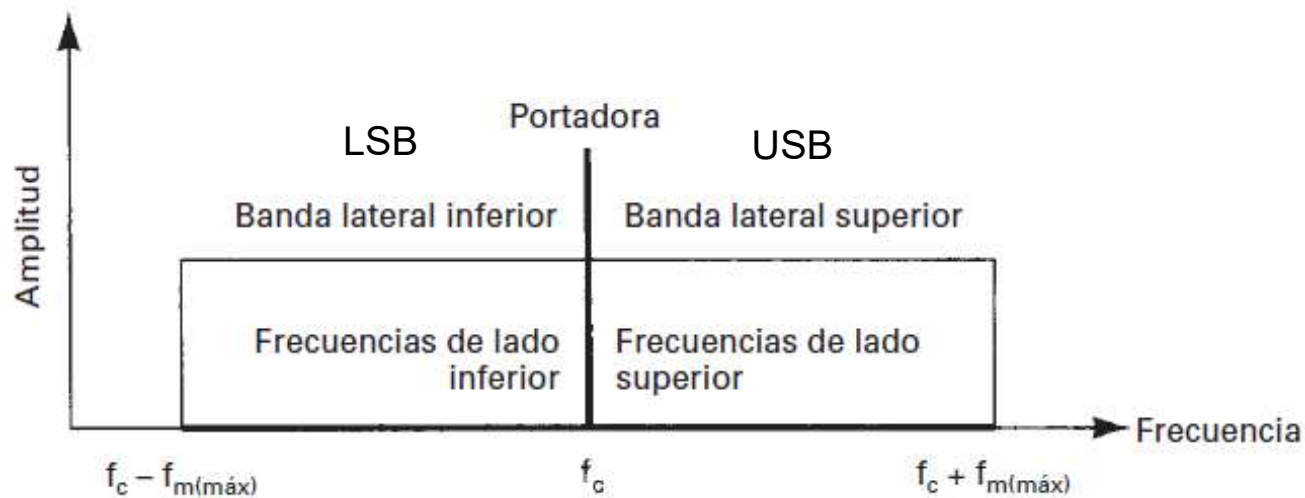 Amplitud
Portadora
LSB
USB
Banda lateral inferior
Banda lateral superior
Frecuencias de lado
inferior
Frecuencias de lado
superior
Frecuencia
f_c – f_m(máx)
f_c
f_c + f_m(máx)